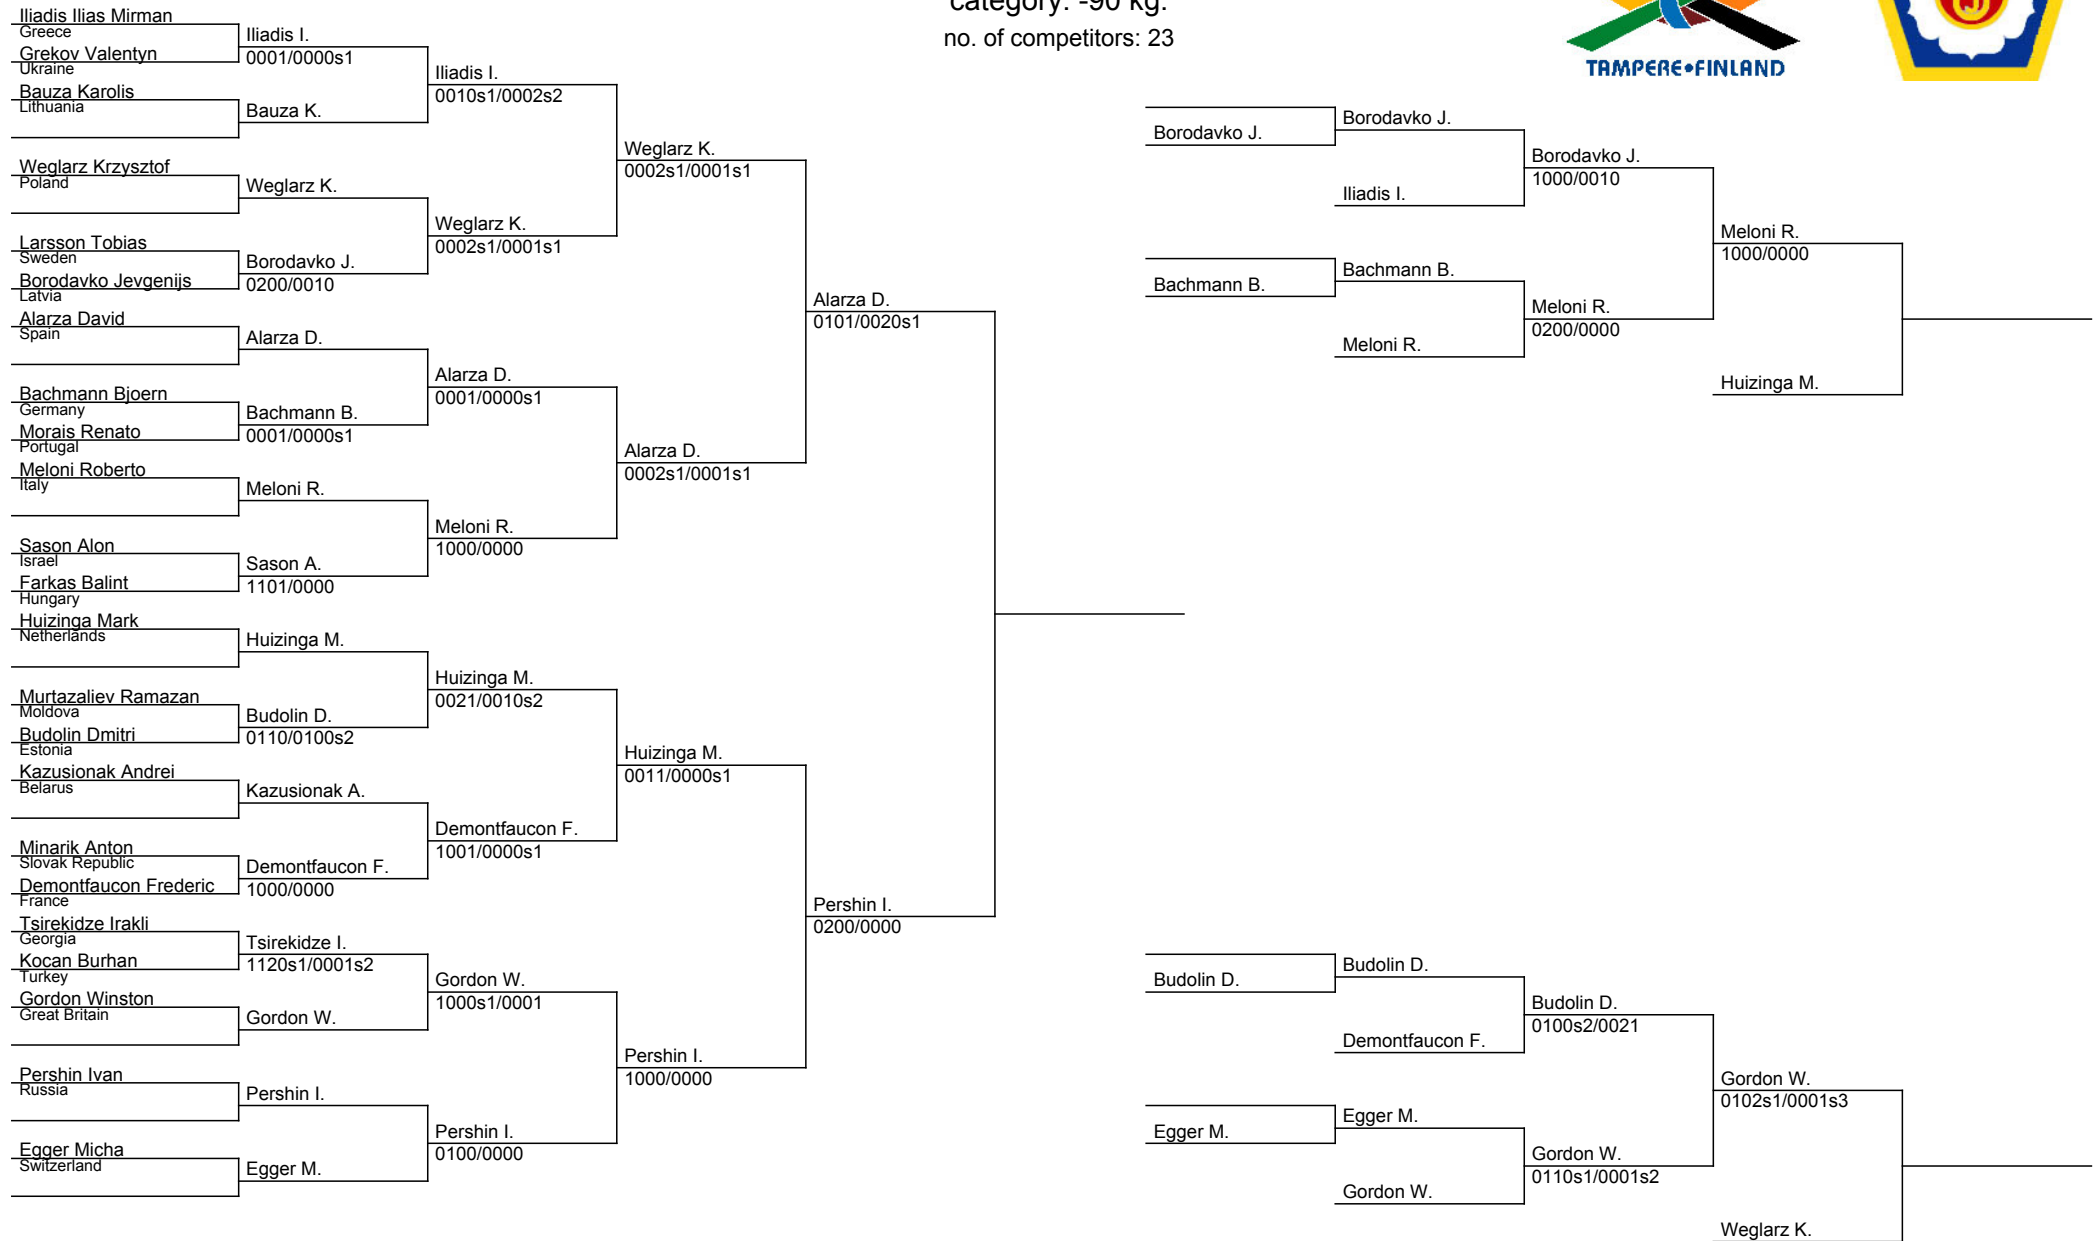 category: -90 kg.
no. of competitors: 23
TAMPERE•FINLAND
Iliadis Ilias Mirman
Greece
Grekov Valentyn
Ukraine
Bauza Karolis
Lithuania
Weglarz Krzysztof
Poland
Larsson Tobias
Sweden
Borodavko Jevgenijs
Latvia
Alarza David
Spain
Bachmann Bjoern
Germany
Morais Renato
Portugal
Meloni Roberto
Italy
Sason Alon
Israel
Farkas Balint
Hungary
Huizinga Mark
Netherlands
Murtazaliev Ramazan
Moldova
Budolin Dmitri
Estonia
Kazusionak Andrei
Belarus
Minarik Anton
Slovak Republic
Demontfaucon Frederic
France
Tsirekidze Irakli
Georgia
Kocan Burhan
Turkey
Gordon Winston
Great Britain
Pershin Ivan
Russia
Egger Micha
Switzerland
Iliadis I.
0001/0000s1
Bauza K.
Weglarz K.
Borodavko J.
0200/0010
Alarza D.
Bachmann B.
0001/0000s1
Meloni R.
Sason A.
1101/0000
Huizinga M.
Budolin D.
0110/0100s2
Kazusionak A.
Demontfaucon F.
1000/0000
Tsirekidze I.
1120s1/0001s2
Gordon W.
Pershin I.
Egger M.
Iliadis I.
0010s1/0002s2
Weglarz K.
0002s1/0001s1
Alarza D.
0001/0000s1
Meloni R.
1000/0000
Huizinga M.
0021/0010s2
Demontfaucon F.
1001/0000s1
Gordon W.
1000s1/0001
Pershin I.
0100/0000
Weglarz K.
0002s1/0001s1
Alarza D.
0002s1/0001s1
Huizinga M.
0011/0000s1
Pershin I.
1000/0000
Alarza D.
0101/0020s1
Pershin I.
0200/0000
Borodavko J.
Bachmann B.
Borodavko J.
Iliadis I.
Bachmann B.
Meloni R.
Borodavko J.
1000/0010
Meloni R.
0200/0000
Meloni R.
1000/0000
Huizinga M.
Budolin D.
Egger M.
Budolin D.
Demontfaucon F.
Egger M.
Gordon W.
Budolin D.
0100s2/0021
Gordon W.
0110s1/0001s2
Gordon W.
0102s1/0001s3
Weglarz K.